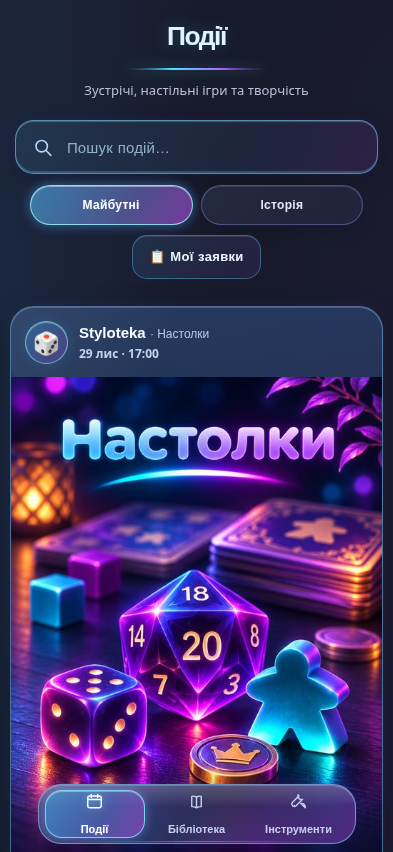 Події
Зустрічі, настільні ігри та творчість
Пошук подій...
Майбутні
Історія
📋 Мої заявки
Styloteka · Настолки
29 лис · 17:00
Настолки
18
14
20
8
7
3
Події
Бібліотека
Інструменти